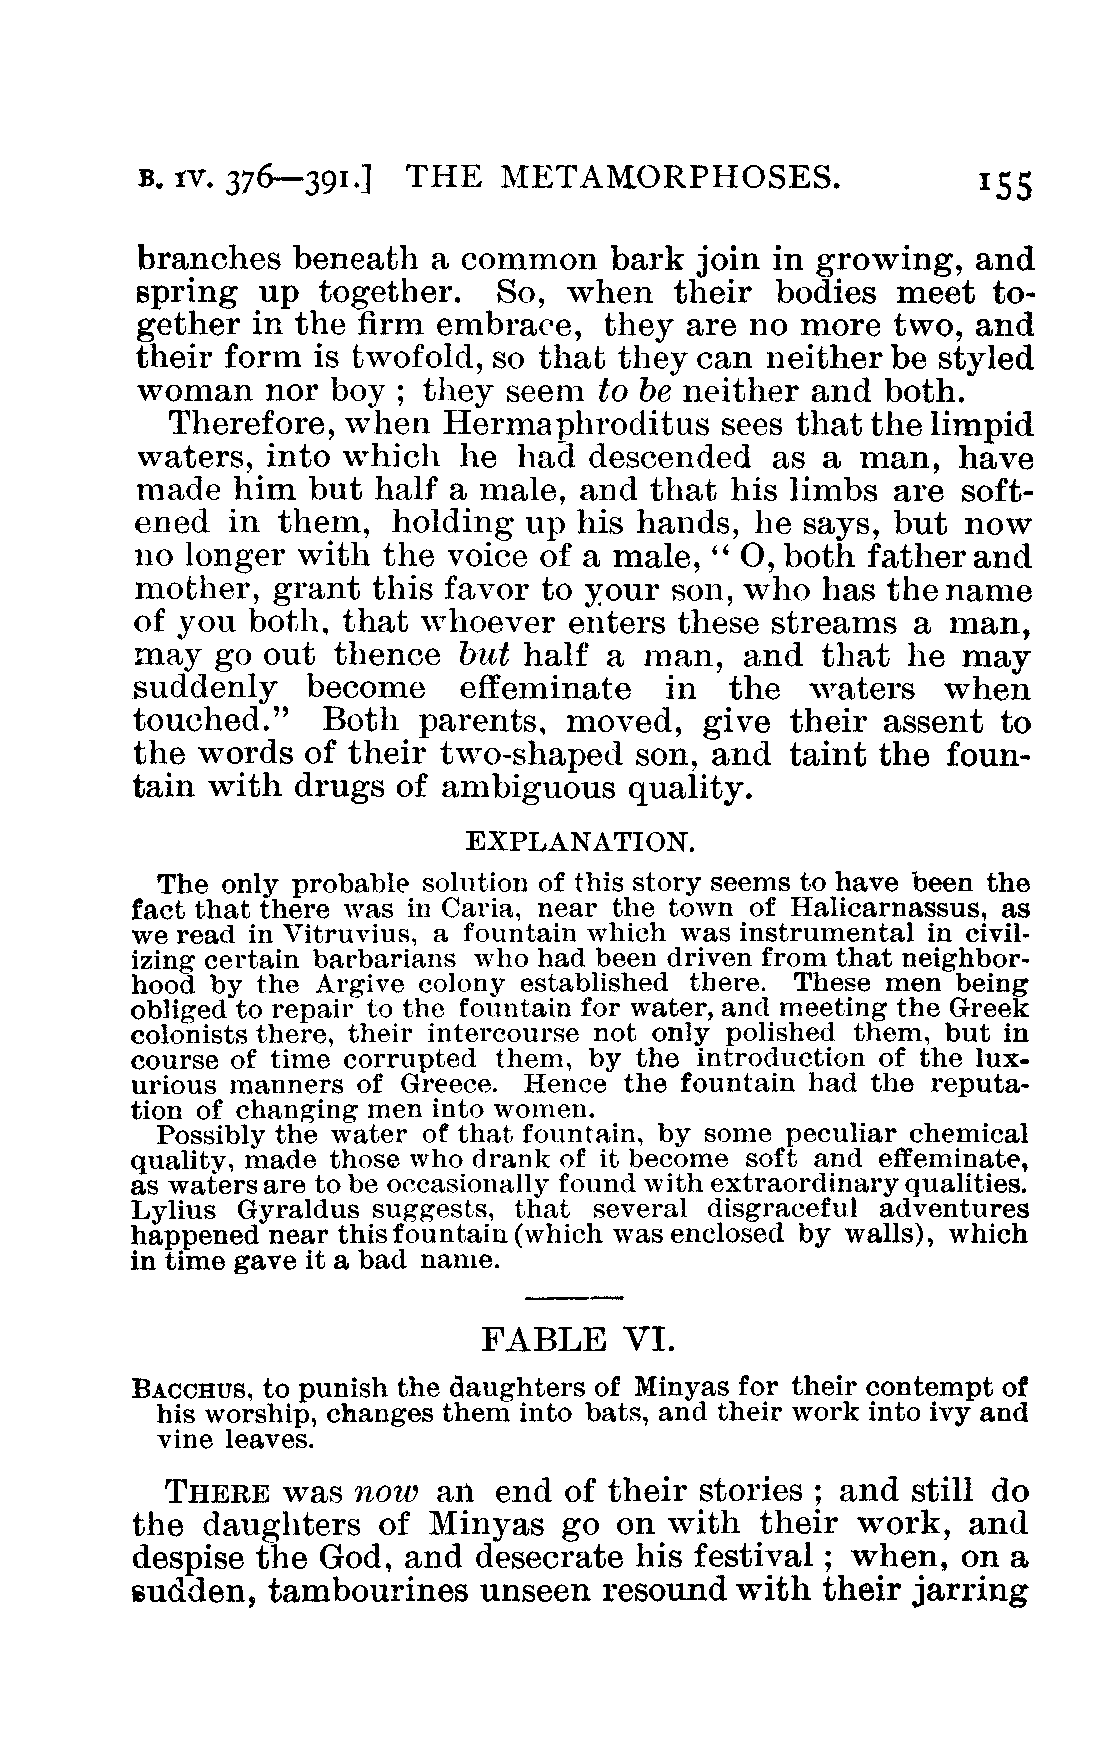 B. IV. 376—391.] THE METAMORPHOSES. 155
branches beneath a common bark join in growing, and
spring up together. So, when their bodies meet to-
gether in the firm embrace, they are no more two, and
their form is twofold, so that they can neither be styled
woman nor boy ; they seem to be neither and both.
Therefore, when Hermaphroditus sees that the limpid
waters, into which he had descended as a man, have
made him but half a male, and that his limbs are soft-
ened in them, holding up his hands, he says, but now
no longer with the voice of a male, “ O, both father and
mother, grant this favor to your son, who has the name
of you both, that whoever enters these streams a man,
may go out thence but half a man, and that he may
suddenly become effeminate in the waters when
touched.” Both parents, moved, give their assent to
the words of their two-shaped son, and taint the foun-
tain with drugs of ambiguous quality.
EXPLANATION.
The only probable solution of this story seems to have been the
fact that there was in Caria, near the town of Halicarnassus, as
we read in Vitruvius, a fountain which was instrumental in civil-
izing certain barbarians who had been driven from that neighbor-
hood by the Argive colony established there. These men being
obliged to repair to the fountain for water, and meeting the Greek
colonists there, their intercourse not only polished them, but in
course of time corrupted them, by the introduction of the lux-
urious manners of Greece. Hence the fountain had the reputa-
tion of changing men into women.
Possibly the water of that fountain, by some peculiar chemical
quality, made those who drank of it become soft and effeminate,
as waters are to be occasionally found with extraordinary qualities.
Lylius Gyraldus suggests, that several disgraceful adventures
happened near this fountain (which was enclosed by walls), which
in time gave it a bad name.
FABLE VI.
BACCHUS, to punish the daughters of Minyas for their contempt of
his worship, changes them into bats, and their work into ivy and
vine leaves.
THERE was now an end of their stories ; and still do
the daughters of Minyas go on with their work, and
despise the God, and desecrate his festival ; when, on a
sudden, tambourines unseen resound with their jarring